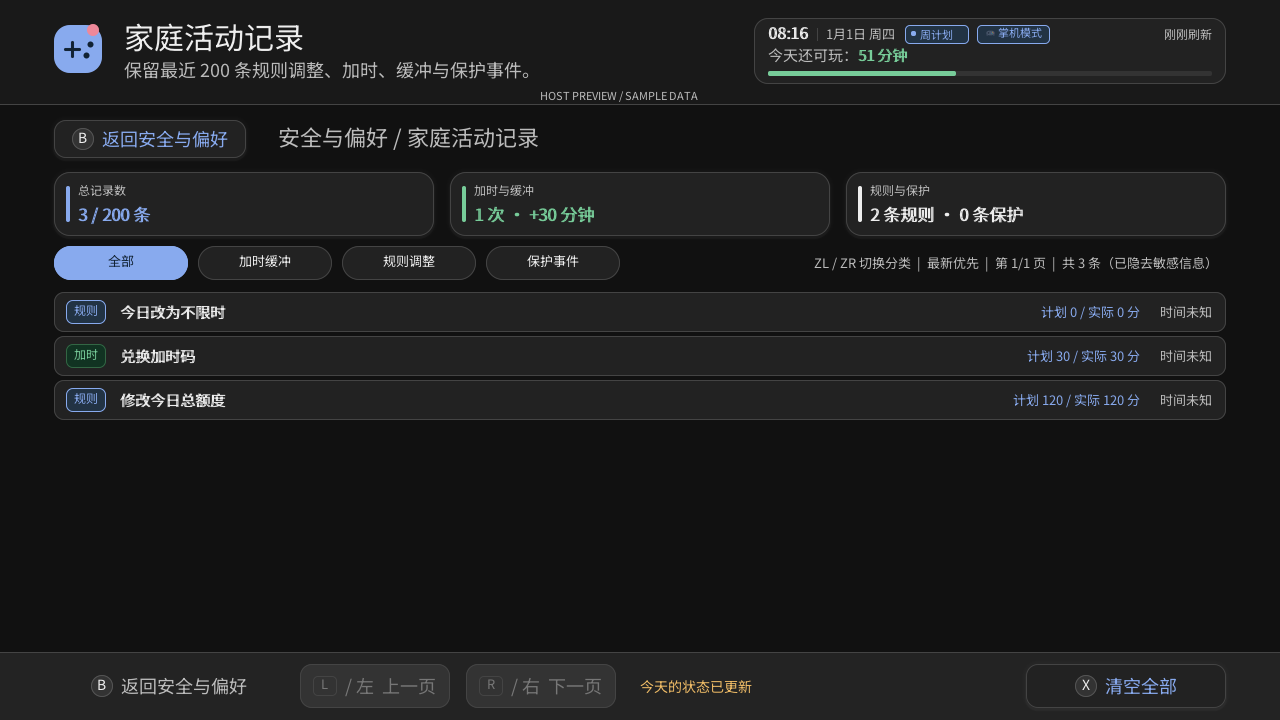 家庭活动记录
保留最近 200 条规则调整、加时、缓冲与保护事件。
08:16 | 1月1日 周四 周计划 掌机模式 刚刚刷新
今天还可玩: 51 分钟
HOST PREVIEW / SAMPLE DATA
B 返回安全与偏好 安全与偏好 / 家庭活动记录
总记录数
3 / 200 条
加时与缓冲
1 次 · +30 分钟
规则与保护
2 条规则 · 0 条保护
全部 加时缓冲 规则调整 保护事件 ZL / ZR 切换分类 | 最新优先 | 第 1/1 页 | 共 3 条（已隐去敏感信息）
规则 今日改为不限时 计划 0 / 实际 0 分 时间未知
加时 兑换加时码 计划 30 / 实际 30 分 时间未知
规则 修改今日总额度 计划 120 / 实际 120 分 时间未知
B 返回安全与偏好 L / 左 上一页 R / 右 下一页 今天的状态已更新 X 清空全部